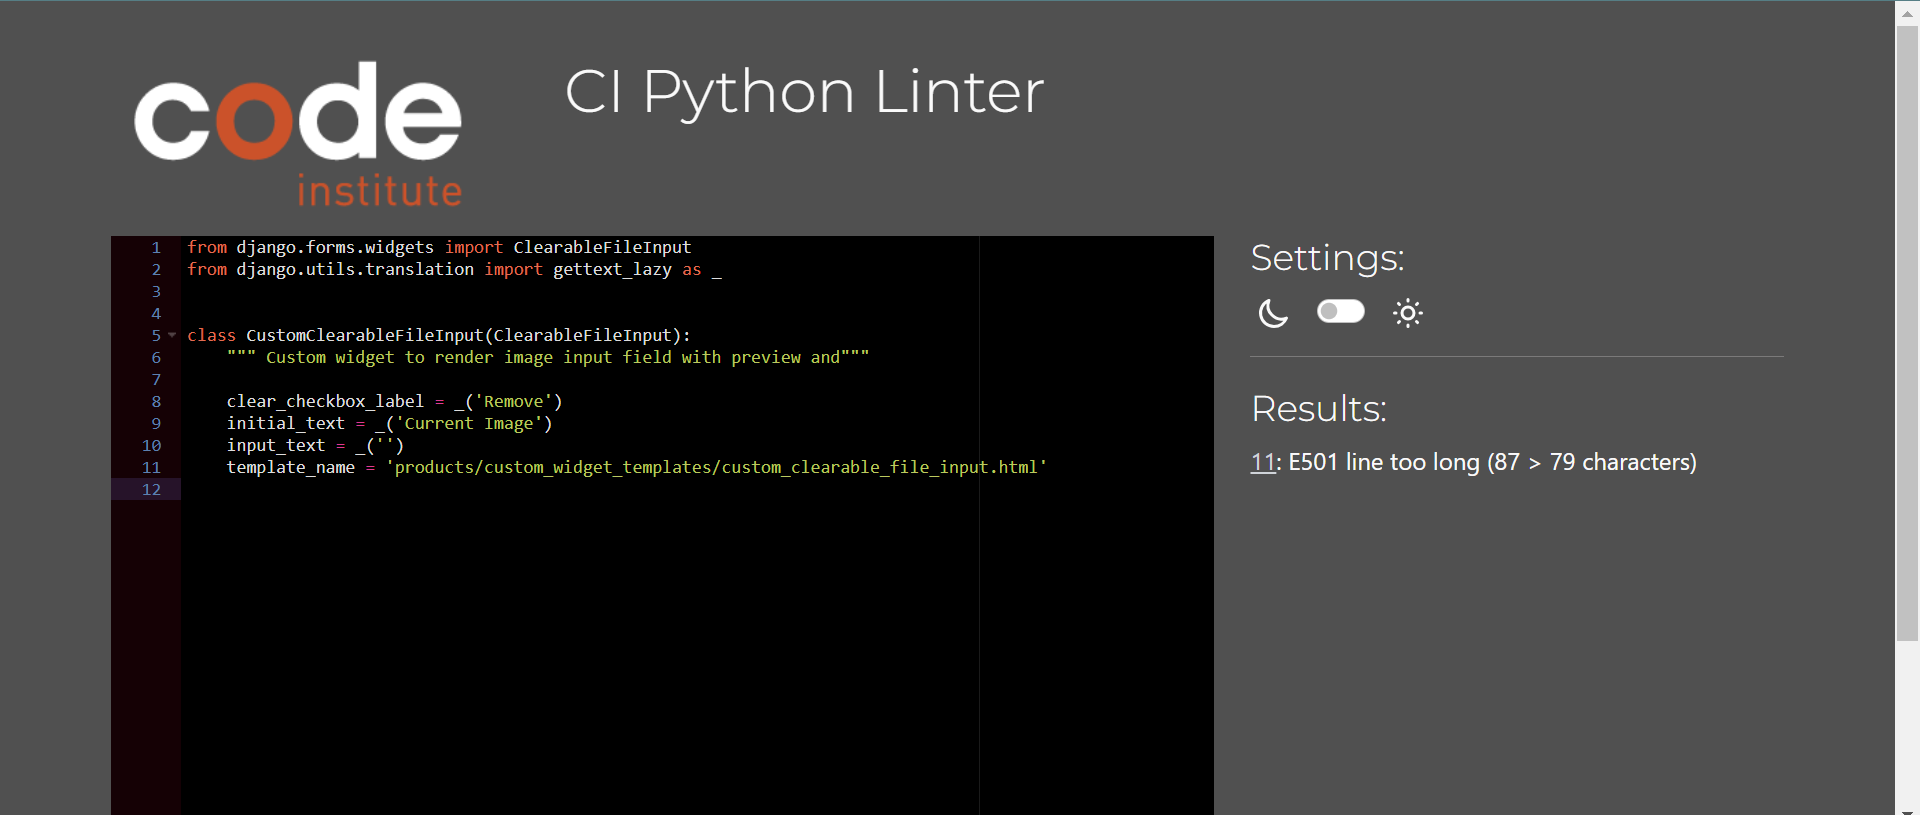 code
institute
CI Python Linter
1 from django.forms.widgets import ClearableFileInput
2 from django.utils.translation import gettext_lazy as _
3
4
5 class CustomClearableFileInput(ClearableFileInput):
6 """ Custom widget to render image input field with preview and"""
7
8 clear_checkbox_label = _('Remove')
9 initial_text = _('Current Image')
10 input_text = _('')
11 template_name = 'products/custom_widget_templates/custom_clearable_file_input.html'
12
Settings:
Results:
11: E501 line too long (87 > 79 characters)